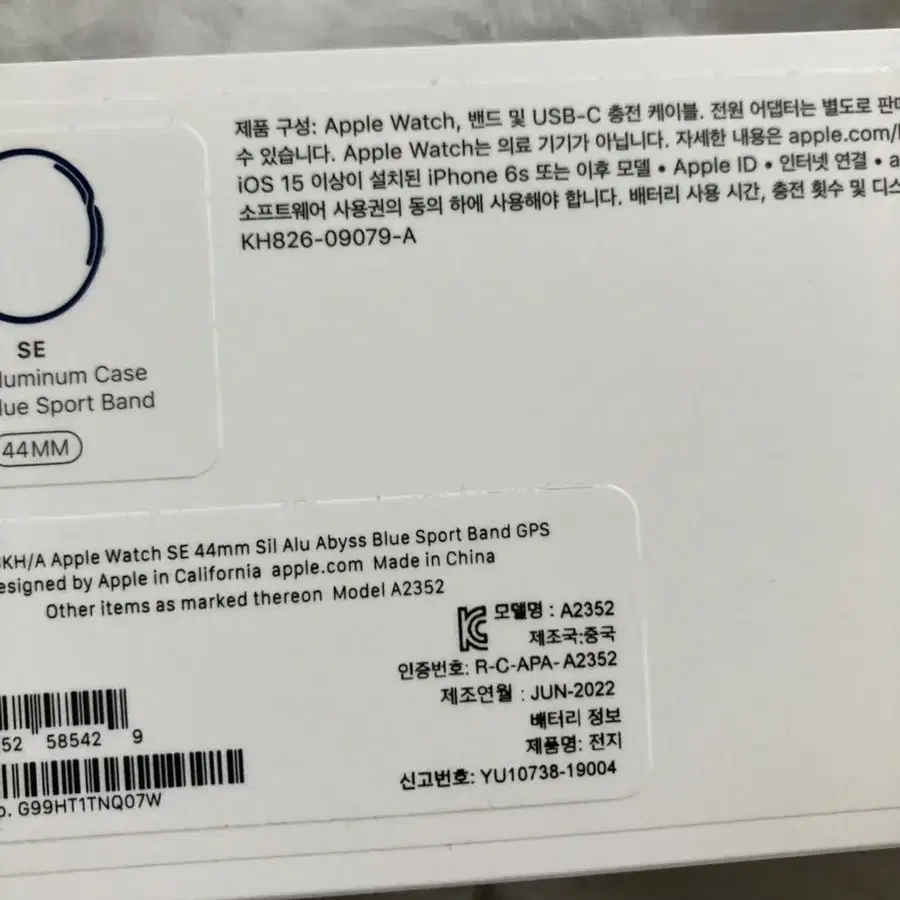 제품 구성: Apple Watch, 밴드 및 USB-C 충전 케이블. 전원 어댑터는 별도로
수 있습니다. Apple Watch는 의료 기기가 아닙니다. 자세한 내용은 apple.com/
iOS 15 이상이 설치된 iPhone 6s 또는 이후 모델 • Apple ID • 인터넷 연결 •
소프트웨어 사용권의 동의 하에 사용해야 합니다. 배터리 사용 시간, 충전 횟수 및
KH826-09079-A
SE
luminum Case
lue Sport Band
44MM
KH/A Apple Watch SE 44mm Sil Alu Abyss Blue Sport Band GPS
esigned by Apple in California apple.com Made in China
Other items as marked thereon Model A2352
모델명 : A2352
제조국:중국
인증번호: R-C-APA-A2352
제조연월 : JUN-2022
배터리 정보
제품명: 전지
신고번호: YU10738-19004
52 58542 9
o. G99HT1TNQ07W